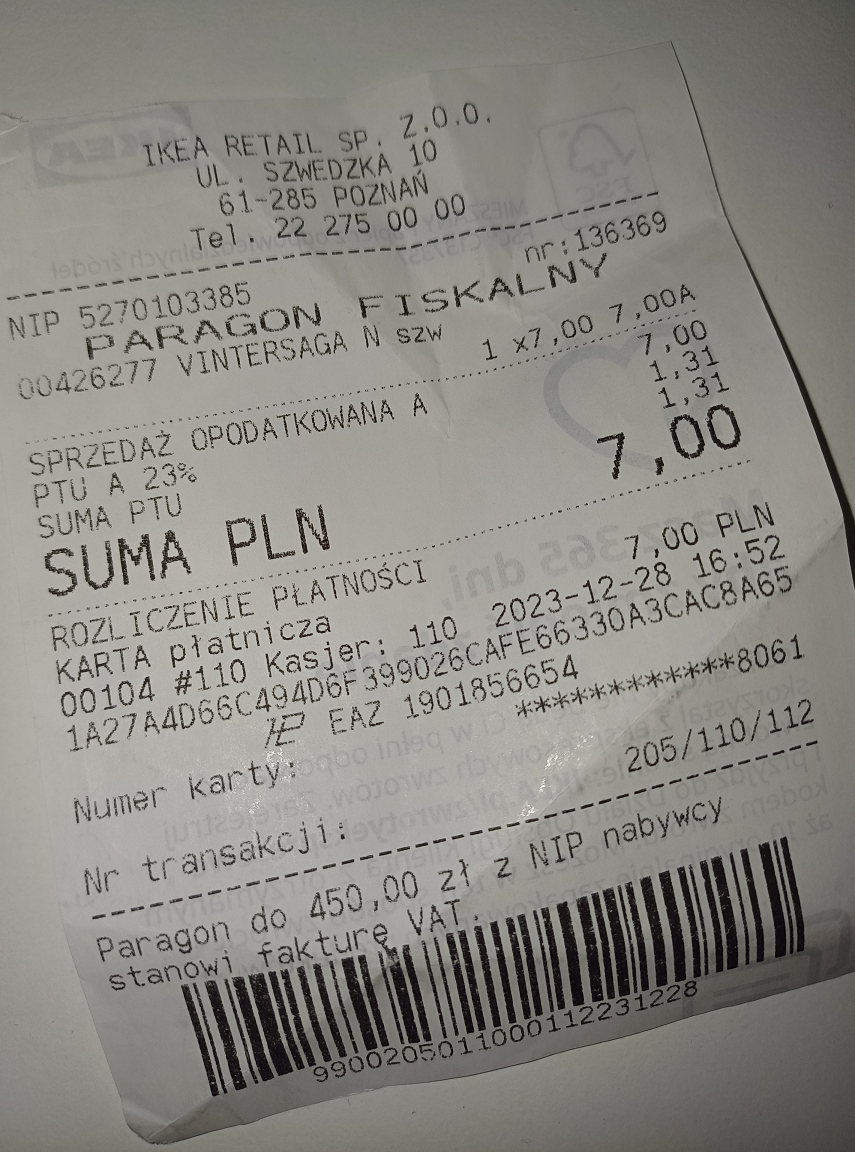 IKEA RETAIL SP. Z.O.O.
UL. SZWEDZKA 10
61-285 POZNAŃ
Tel. 22 275 00 00
nr:136369
NIP 5270103385
PARAGON FISKALNY
00426277 VINTERSAGA N szw
1 x7,00 7,00A
SPRZEDAŻ OPODATKOWANA A 7,00
PTU A 23% 1,31
SUMA PTU 1,31
SUMA PLN 7,00
ROZLICZENIE PŁATNOŚCI
KARTA płatnicza 7,00 PLN
00104 #110 Kasjer: 110 2023-12-28 16:52
1A27A4D66C494D6F399026CAFE66330A3CAC8A65
EAZ 1901856654
Numer karty: ************8061
Nr transakcji: 205/110/112
Paragon do 450,00 zł z NIP nabywcy
stanowi fakturę VAT.
9900205011000112231228